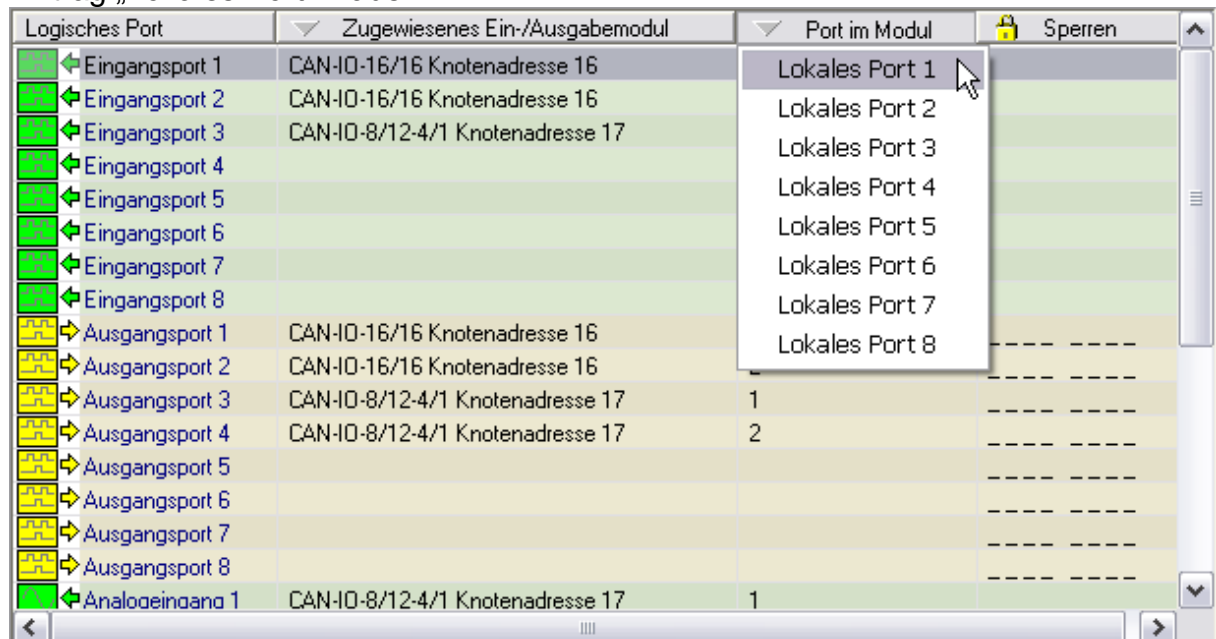 Logisches Port Zugewiesenes Ein-/Ausgabemodul Port im Modul Sperren
Eingangsport 1 CAN-IO-16/16 Knotenadresse 16 Lokales Port 1
Eingangsport 2 CAN-IO-16/16 Knotenadresse 16 Lokales Port 2
Eingangsport 3 CAN-IO-8/12-4/1 Knotenadresse 17 Lokales Port 3
Eingangsport 4 Lokales Port 4
Eingangsport 5 Lokales Port 5
Eingangsport 6 Lokales Port 6
Eingangsport 7 Lokales Port 7
Eingangsport 8
Ausgangsport 1 CAN-IO-16/16 Knotenadresse 16 Lokales Port 8 _ _ _ _ _ _ _ _
Ausgangsport 2 CAN-IO-16/16 Knotenadresse 16 _ _ _ _ _ _ _ _
Ausgangsport 3 CAN-IO-8/12-4/1 Knotenadresse 17 1 _ _ _ _ _ _ _ _
Ausgangsport 4 CAN-IO-8/12-4/1 Knotenadresse 17 2 _ _ _ _ _ _ _ _
Ausgangsport 5 _ _ _ _ _ _ _ _
Ausgangsport 6 _ _ _ _ _ _ _ _
Ausgangsport 7 _ _ _ _ _ _ _ _
Ausgangsport 8 _ _ _ _ _ _ _ _
Analogeingang 1 CAN-IO-8/12-4/1 Knotenadresse 17 1